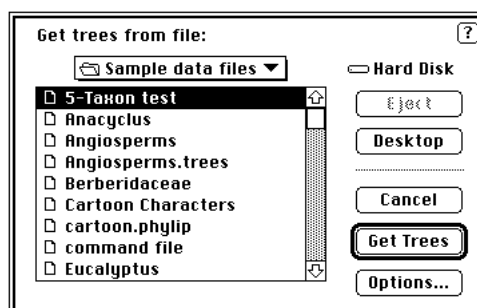 Get trees from file:
?
Sample data files
Hard Disk
5-Taxon test
Anacyclus
Angiosperms
Angiosperms.trees
Berberidaceae
Cartoon Characters
cartoon.phylip
command file
Eucalyptus
Eject
Desktop
Cancel
Get Trees
Options...